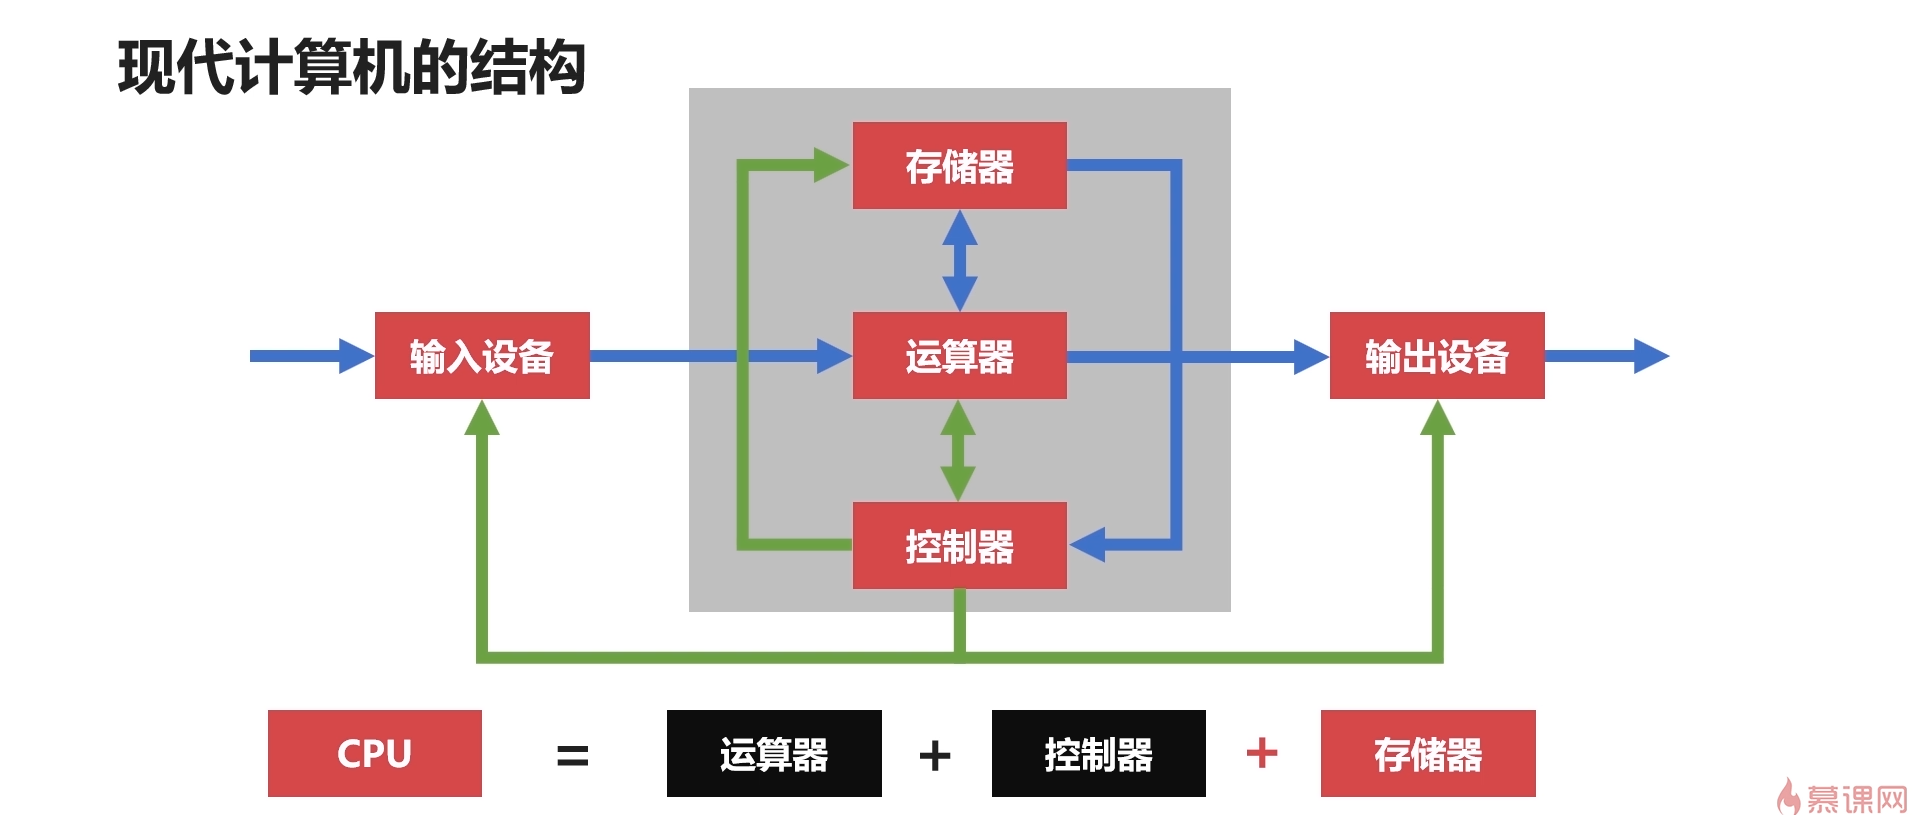 现代计算机的结构
存储器
输入设备
运算器
输出设备
控制器
CPU = 运算器 + 控制器 + 存储器
慕课网